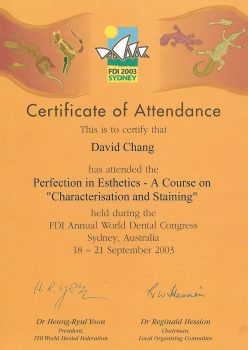 FDI 2003
SYDNEY
Certificate of Attendance
This is to certify that
David Chang
has attended the
Perfection in Esthetics - A Course on
"Characterisation and Staining"
held during the
FDI Annual World Dental Congress
Sydney, Australia
18 – 21 September 2003
Dr Heung-Ryul Yoon
President,
FDI World Dental Federation
Dr Reginald Hession
Chairman,
Local Organising Committee